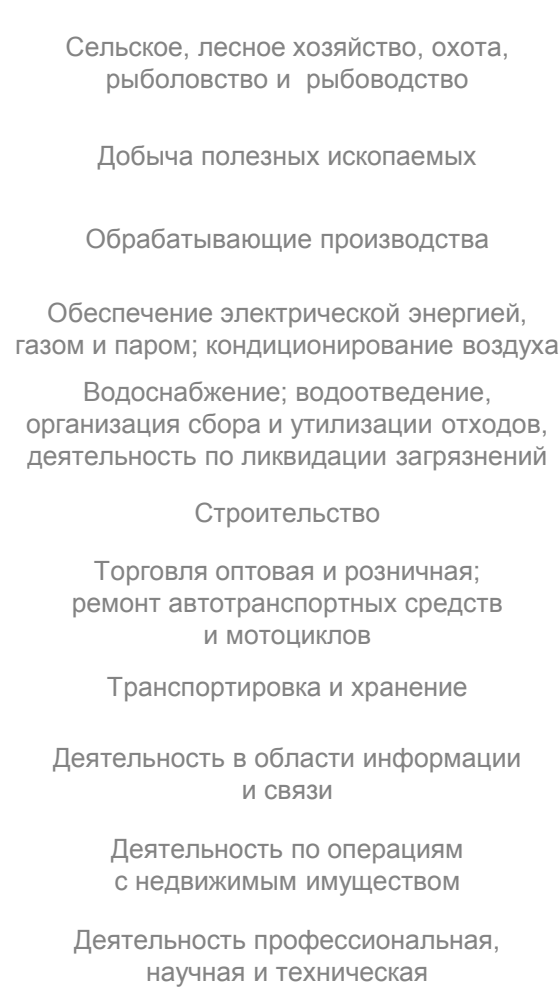 Сельское, лесное хозяйство, охота,
рыболовство и  рыбоводство
Добыча полезных ископаемых
Обрабатывающие производства
Обеспечение электрической энергией,
газом и паром; кондиционирование воздуха
Водоснабжение; водоотведение,
организация сбора и утилизации отходов,
деятельность по ликвидации загрязнений
Строительство
Торговля оптовая и розничная;
ремонт автотранспортных средств
и мотоциклов
Транспортировка и хранение
Деятельность в области информации
и связи
Деятельность по операциям
с недвижимым имуществом
Деятельность профессиональная,
научная и техническая